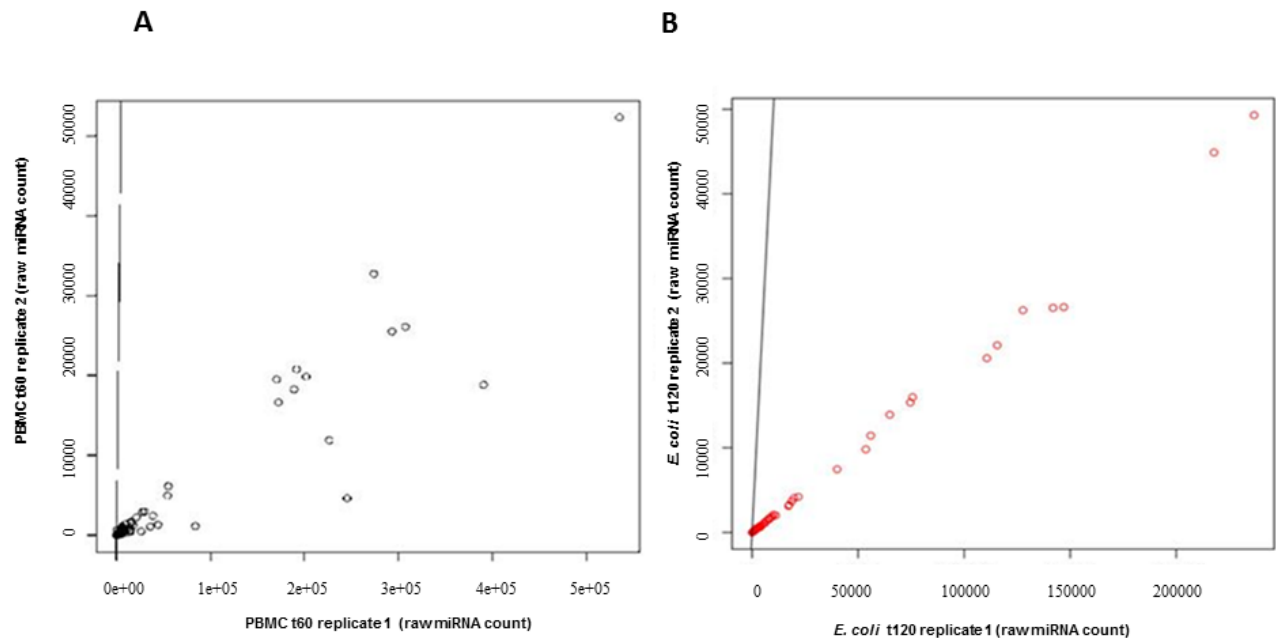 A
PBMC t60 replicate 2 (raw miRNA count)
50000
40000
30000
20000
10000
0
0e+00 1e+05 2e+05 3e+05 4e+05 5e+05
PBMC t60 replicate 1 (raw miRNA count)
B
E. coli t120 replicate 2 (raw miRNA count)
50000
40000
30000
20000
10000
0
0 50000 100000 150000 200000
E. coli t120 replicate 1 (raw miRNA count)